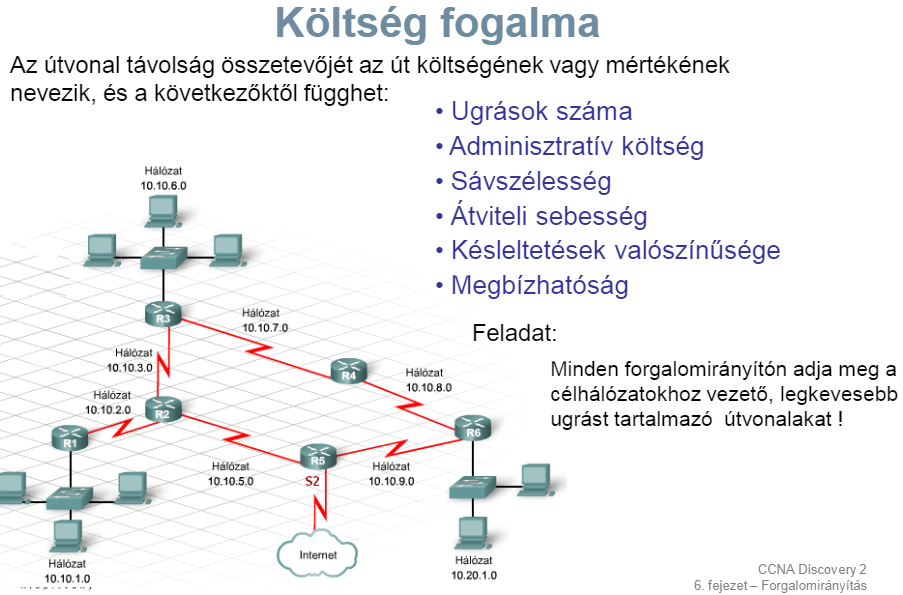 Költség fogalma
Az útvonal távolság összetevőjét az út költségének vagy mértékének
nevezik, és a következőktől függhet:
• Ugrások száma
• Adminisztratív költség
• Sávszélesség
• Átviteli sebesség
• Késleltetések valószínűsége
• Megbízhatóság
Hálózat
10.10.6.0
R3
Hálózat
10.10.7.0
Hálózat
10.10.3.0
R4
Hálózat
10.10.8.0
Hálózat
10.10.2.0
R2
R1
R6
R5
S2
Hálózat
10.10.5.0
Hálózat
10.10.9.0
Internet
Hálózat
10.10.1.0
Hálózat
10.20.1.0
Feladat:
Minden forgalomirányítón adja meg a
célhálózatokhoz vezető, legkevesebb
ugrást tartalmazó útvonalakat !
CCNA Discovery 2
6. fejezet – Forgalomirányítás